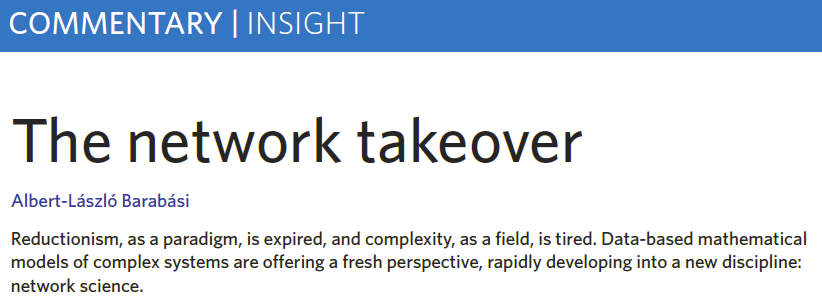 COMMENTARY | INSIGHT
The network takeover
Albert-László Barabási
Reductionism, as a paradigm, is expired, and complexity, as a field, is tired. Data-based mathematical
models of complex systems are offering a fresh perspective, rapidly developing into a new discipline:
network science.